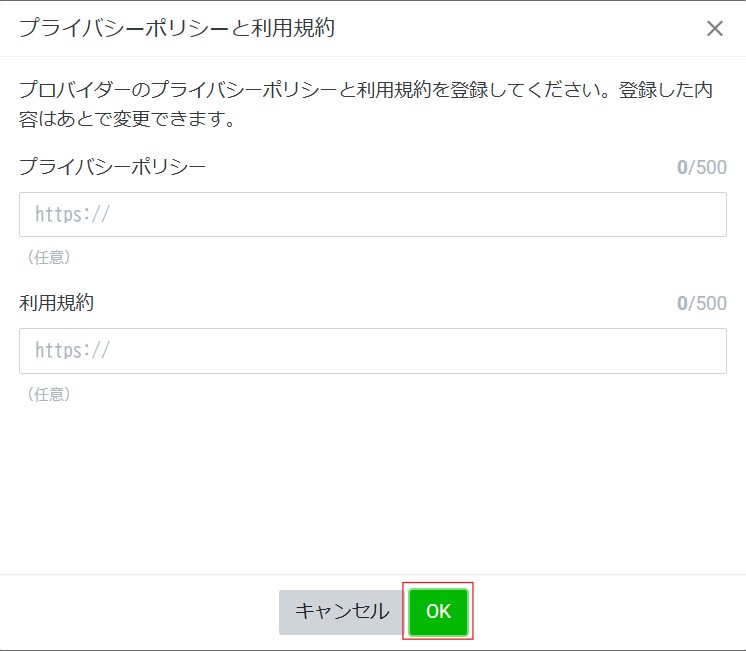 プライバシーポリシーと利用規約
プロバイダーのプライバシーポリシーと利用規約を登録してください。登録した内
容はあとで変更できます。
プライバシーポリシー 0/500
https://
（任意）
利用規約 0/500
https://
（任意）
キャンセル OK